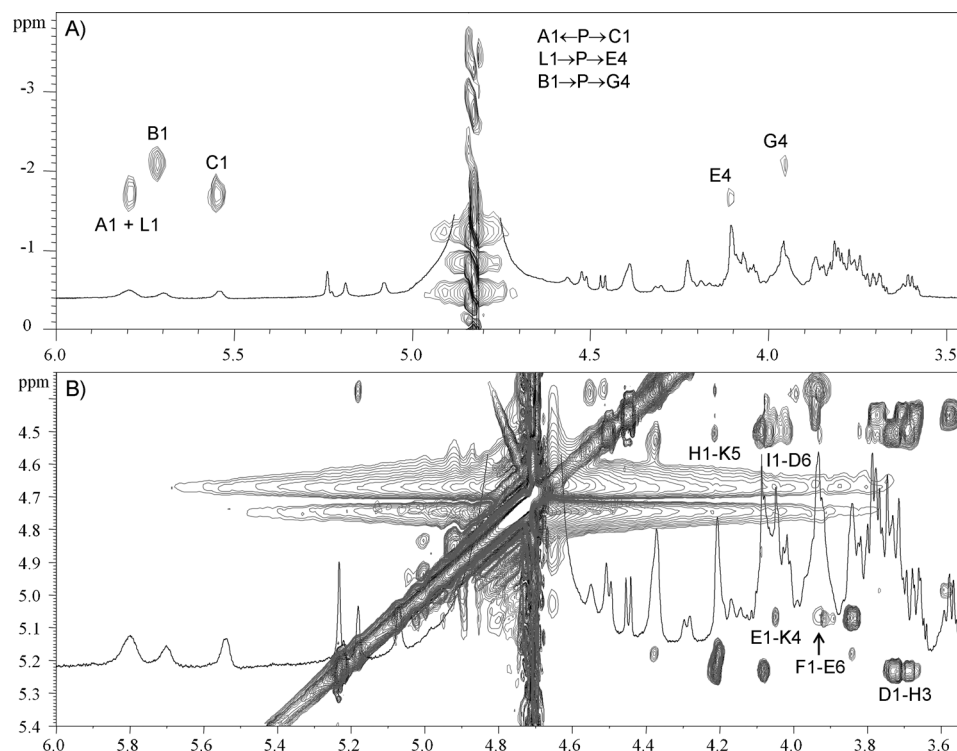 ppm
A)
A1←P→C1
L1→P→E4
B1→P→G4
-3
-2
-1
0
B1
C1
A1 + L1
G4
E4
6.0 5.5 5.0 4.5 4.0 3.5
ppm
B)
4.5
4.6
4.7
4.8
4.9
5.0
5.1
5.2
5.3
5.4
H1-K5
I1-D6
E1-K4
F1-E6
D1-H3
6.0 5.8 5.6 5.4 5.2 5.0 4.8 4.6 4.4 4.2 4.0 3.8 3.6